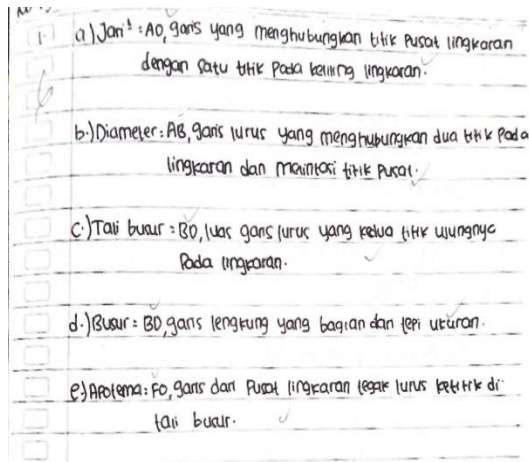 1. a) Jari²: AO, garis yang menghubungkan titik pusat lingkaran
dengan satu titik pada keliling lingkaran.
b.) Diameter: AB, garis lurus yang menghubungkan dua titik pada
lingkaran dan melintasi titik pusat.
c.) Tali busur: BD, luas garis lurus yang kedua titik ujungnya
pada lingkaran.
d.) Busur: BD, garis lengkung yang bagian dan tepi ukuran.
e) Apotema: FO, garis dari pusat lingkaran tegak lurus ke titik di
tali busur.